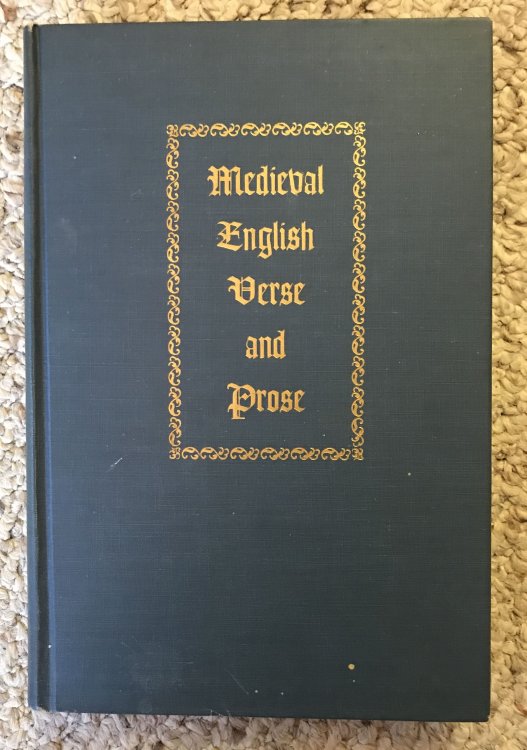 Medieval
English
Verse
and
Prose